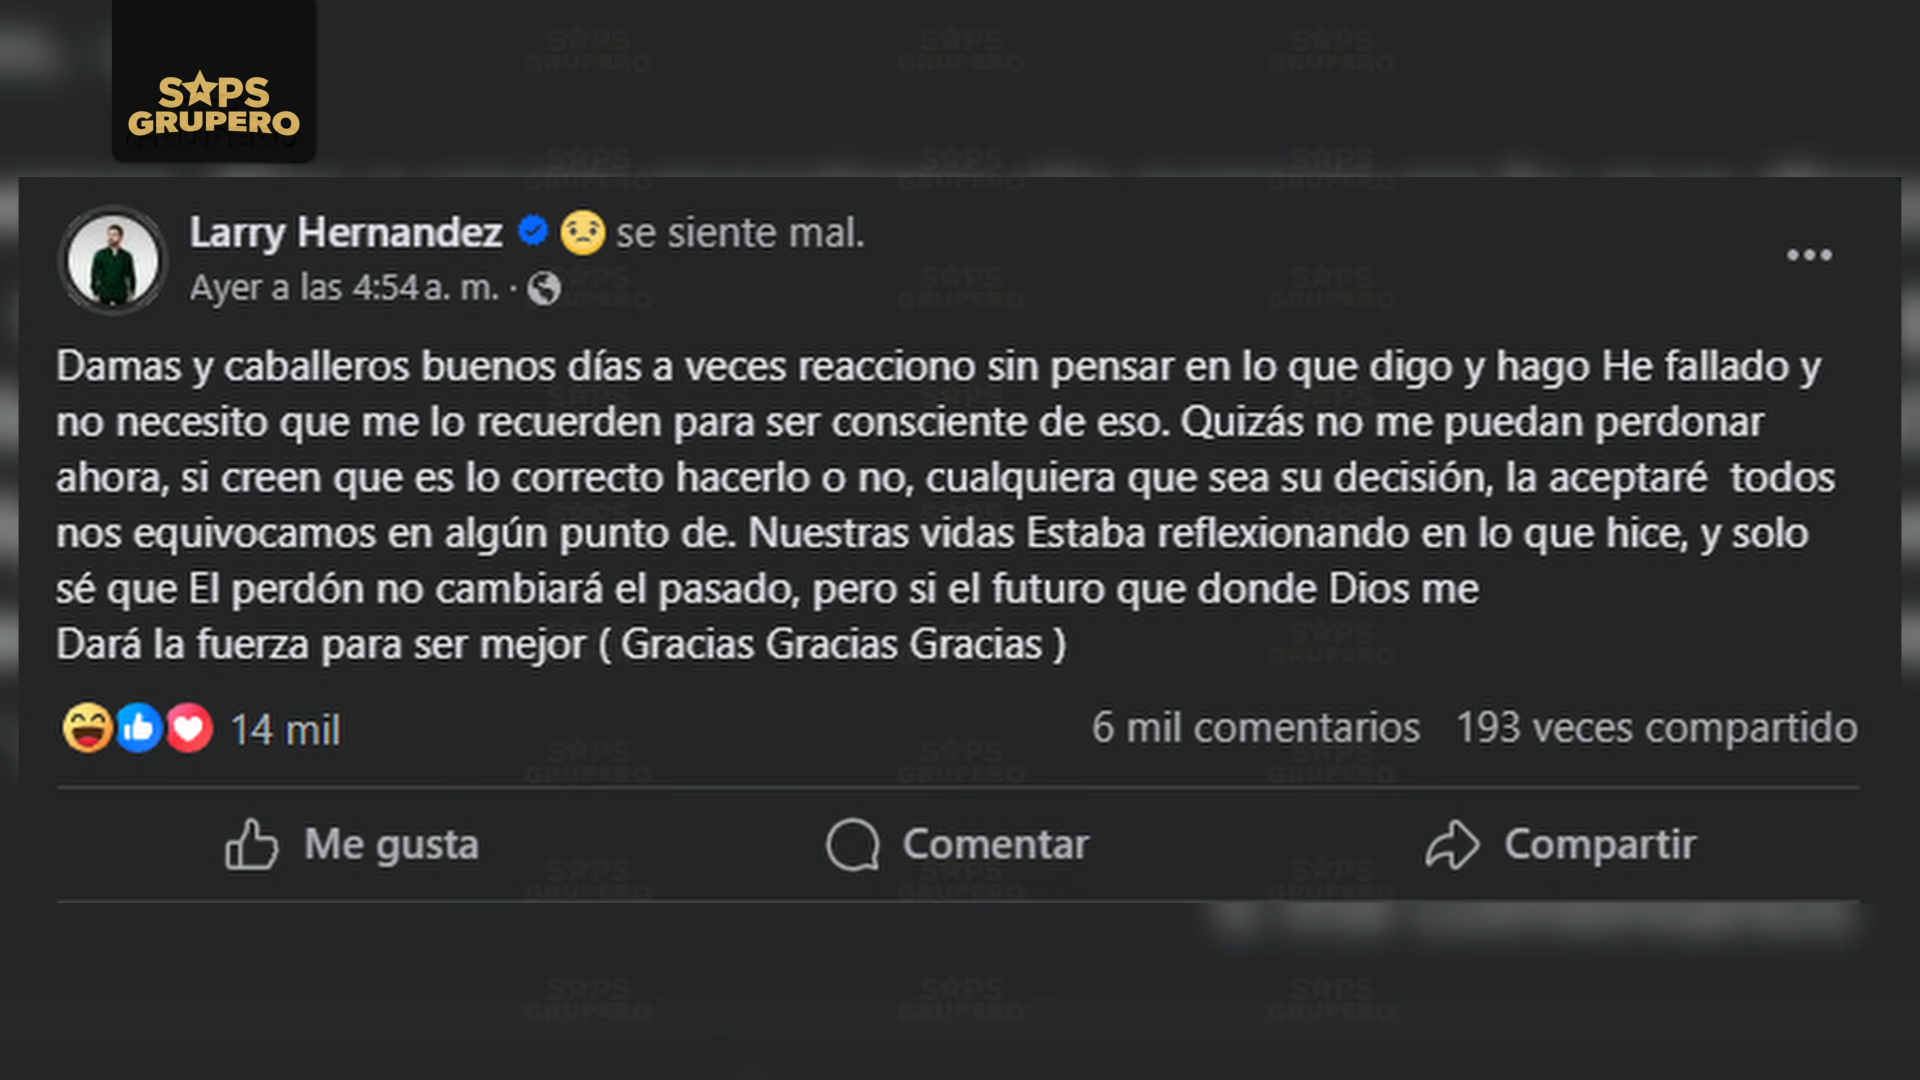 SAPS
GRUPERO
Larry Hernandez se siente mal.
Ayer a las 4:54 a. m. ·
Damas y caballeros buenos días a veces reacciono sin pensar en lo que digo y hago He fallado y
no necesito que me lo recuerden para ser consciente de eso. Quizás no me puedan perdonar
ahora, si creen que es lo correcto hacerlo o no, cualquiera que sea su decisión, la aceptaré  todos
nos equivocamos en algún punto de. Nuestras vidas Estaba reflexionando en lo que hice, y solo
sé que El perdón no cambiará el pasado, pero si el futuro que donde Dios me
Dará la fuerza para ser mejor ( Gracias Gracias Gracias )
14 mil
6 mil comentarios 193 veces compartido
Me gusta Comentar Compartir